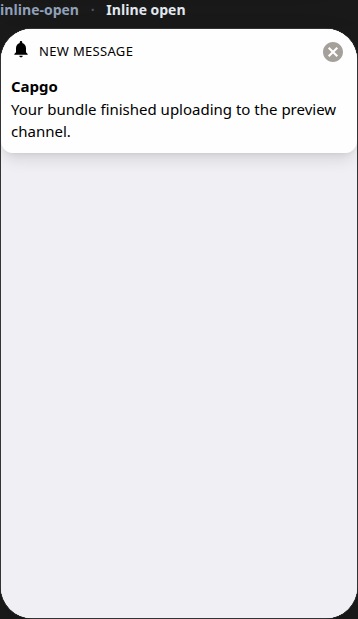 inline-open · Inline open
NEW MESSAGE
Capgo
Your bundle finished uploading to the preview
channel.